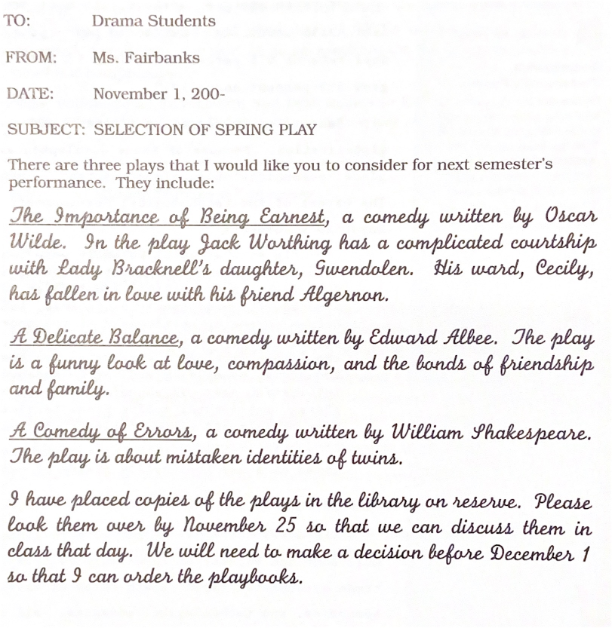 TO: Drama Students
FROM: Ms. Fairbanks
DATE: November 1, 200-
SUBJECT: SELECTION OF SPRING PLAY
There are three plays that I would like you to consider for next semester's
performance. They include:
The Importance of Being Earnest, a comedy written by Oscar
Wilde. In the play Jack Worthing has a complicated courtship
with Lady Bracknell's daughter, Gwendolen. His ward, Cecily,
has fallen in love with his friend Algernon.
A Delicate Balance, a comedy written by Edward Albee. The play
is a funny look at love, compassion, and the bonds of friendship
and family.
A Comedy of Errors, a comedy written by William Shakespeare.
The play is about mistaken identities of twins.
I have placed copies of the plays in the library on reserve. Please
look them over by November 25 so that we can discuss them in
class that day. We will need to make a decision before December 1
so that I can order the playbooks.